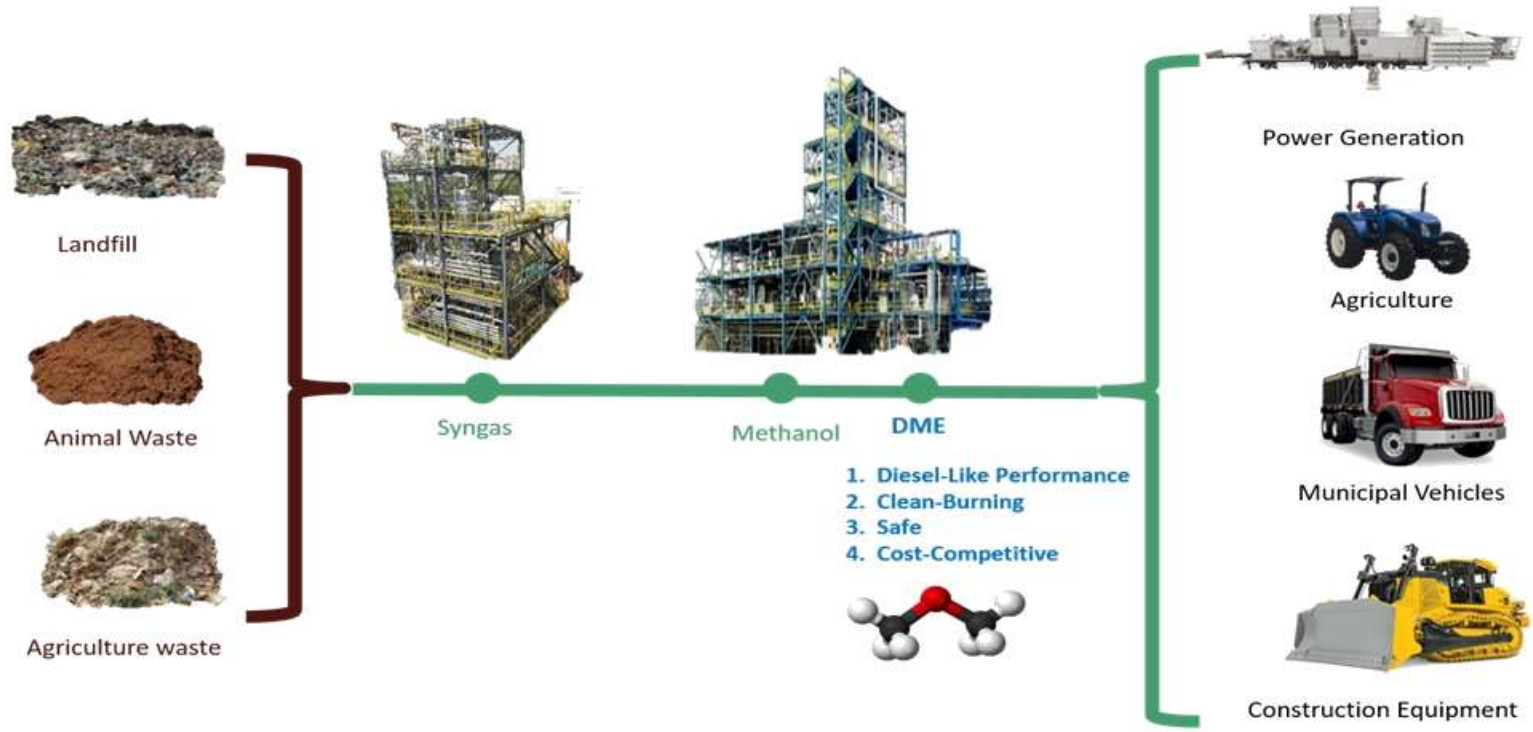 Landfill
Animal Waste
Agriculture waste
Syngas
Methanol
DME
1. Diesel-Like Performance
2. Clean-Burning
3. Safe
4. Cost-Competitive
Power Generation
Agriculture
Municipal Vehicles
Construction Equipment